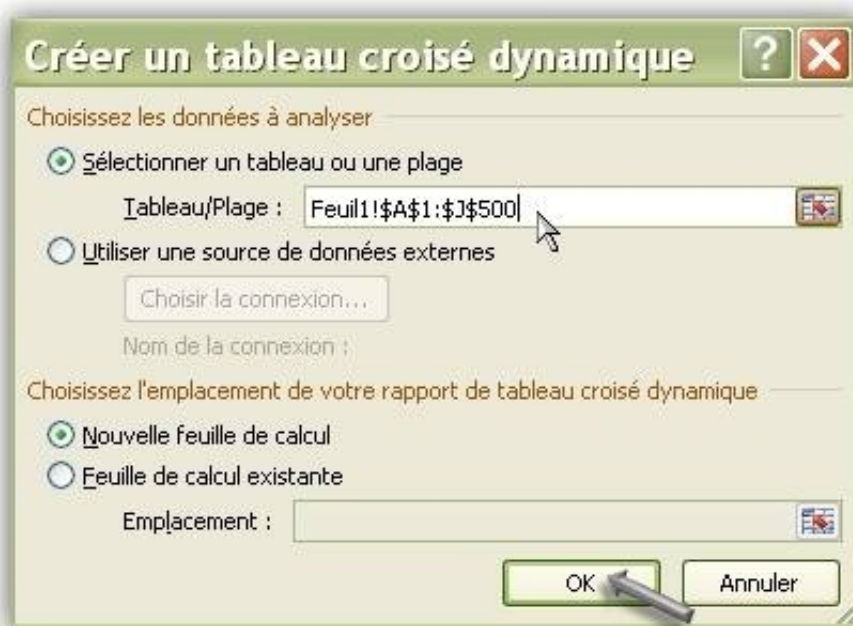 Créer un tableau croisé dynamique ?
Choisissez les données à analyser
Sélectionner un tableau ou une plage
Tableau/Plage : Feuil1!$A$1:$J$500
Utiliser une source de données externes
Choisir la connexion...
Nom de la connexion :
Choisissez l'emplacement de votre rapport de tableau croisé dynamique
Nouvelle feuille de calcul
Feuille de calcul existante
Emplacement :
OK Annuler